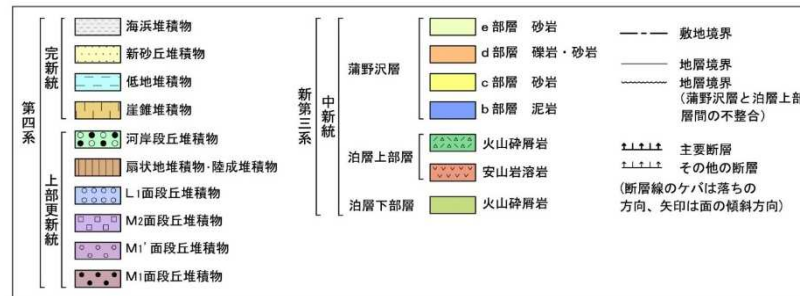 第四系
完新統
海浜堆積物
新砂丘堆積物
低地堆積物
崖錐堆積物
上部更新統
河岸段丘堆積物
扇状地堆積物・陸成堆積物
L1面段丘堆積物
M2面段丘堆積物
M1'面段丘堆積物
M1面段丘堆積物
新第三系
中新統
蒲野沢層
e部層 砂岩
d部層 礫岩・砂岩
c部層 砂岩
b部層 泥岩
泊層上部層
火山砕屑岩
安山岩溶岩
泊層下部層
火山砕屑岩
敷地境界
地層境界
地層境界
(蒲野沢層と泊層上部
層間の不整合)
主要断層
その他の断層
(断層線のケバは落ちの
方向、矢印は面の傾斜方向)